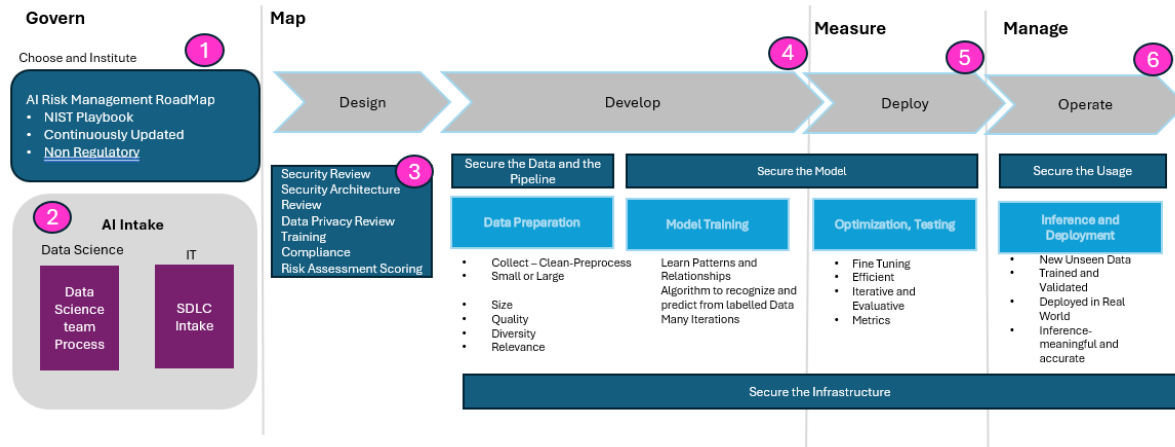 Govern
Map
Measure
Manage
1
Choose and Institute
AI Risk Management RoadMap
• NIST Playbook
• Continuously Updated
• Non Regulatory
2
AI Intake
Data Science
IT
Data
Science
team
Process
SDLC
Intake
Design
4
Develop
5
Deploy
6
Operate
3
Security Review
Security Architecture
Review
Data Privacy Review
Training
Compliance
Risk Assessment Scoring
Secure the Data and the
Pipeline
Secure the Model
Secure the Usage
Data Preparation
• Collect – Clean-Preprocess
• Small or Large
• Size
• Quality
• Diversity
• Relevance
Model Training
Learn Patterns and
Relationships
Algorithm to recognize and
predict from labelled Data
Many Iterations
Optimization, Testing
• Fine Tuning
• Efficient
• Iterative and
Evaluative
• Metrics
Inference and
Deployment
• New Unseen Data
• Trained and
Validated
• Deployed in Real
World
• Inference-
meaningful and
accurate
Secure the Infrastructure